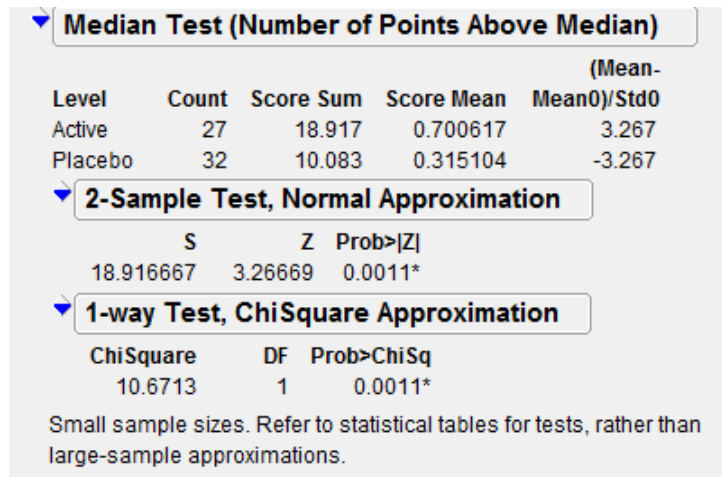 Median Test (Number of Points Above Median)
(Mean-
Level Count Score Sum Score Mean Mean0)/Std0
Active 27 18.917 0.700617 3.267
Placebo 32 10.083 0.315104 -3.267
2-Sample Test, Normal Approximation
S Z Prob>|Z|
18.916667 3.26669 0.0011*
1-way Test, ChiSquare Approximation
ChiSquare DF Prob>ChiSq
10.6713 1 0.0011*
Small sample sizes. Refer to statistical tables for tests, rather than
large-sample approximations.